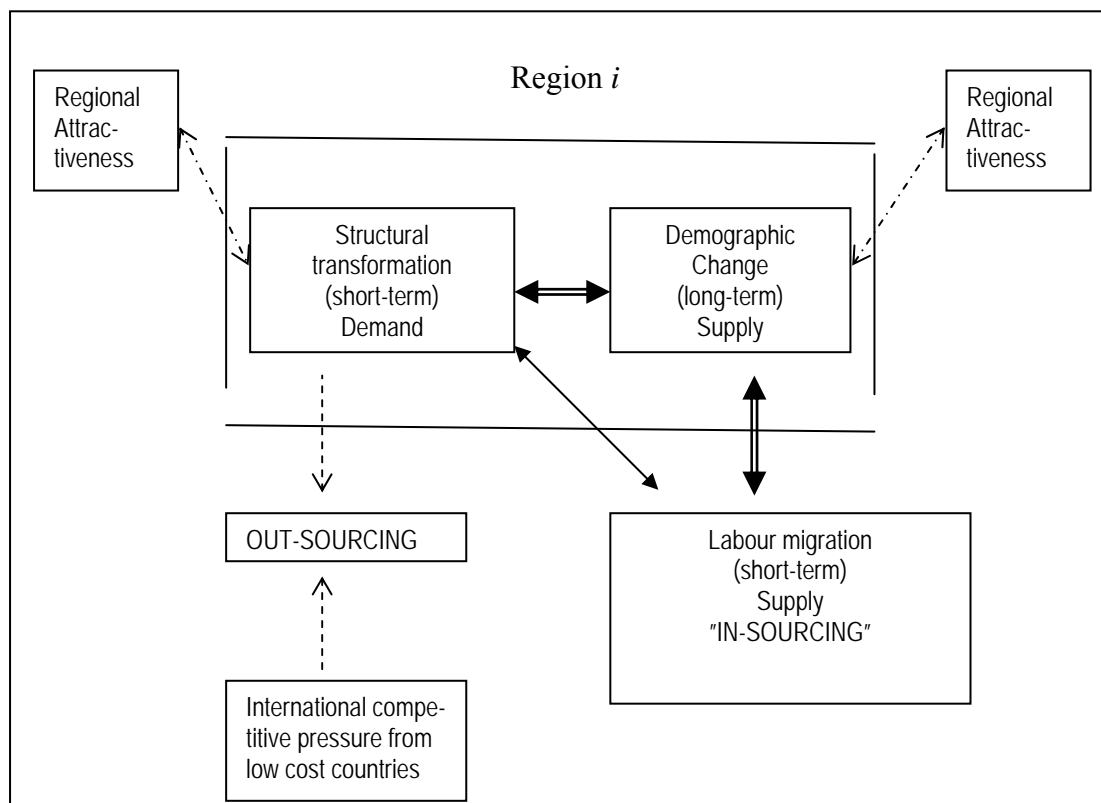 Region i
Regional
Attrac-
tiveness
Regional
Attrac-
tiveness
Structural
transformation
(short-term)
Demand
Demographic
Change
(long-term)
Supply
OUT-SOURCING
Labour migration
(short-term)
Supply
"IN-SOURCING"
International compe-
titive pressure from
low cost countries